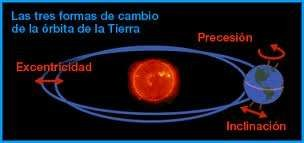 Las tres formas de cambio
de la órbita de la Tierra
Precesión
Excentricidad
Inclinación